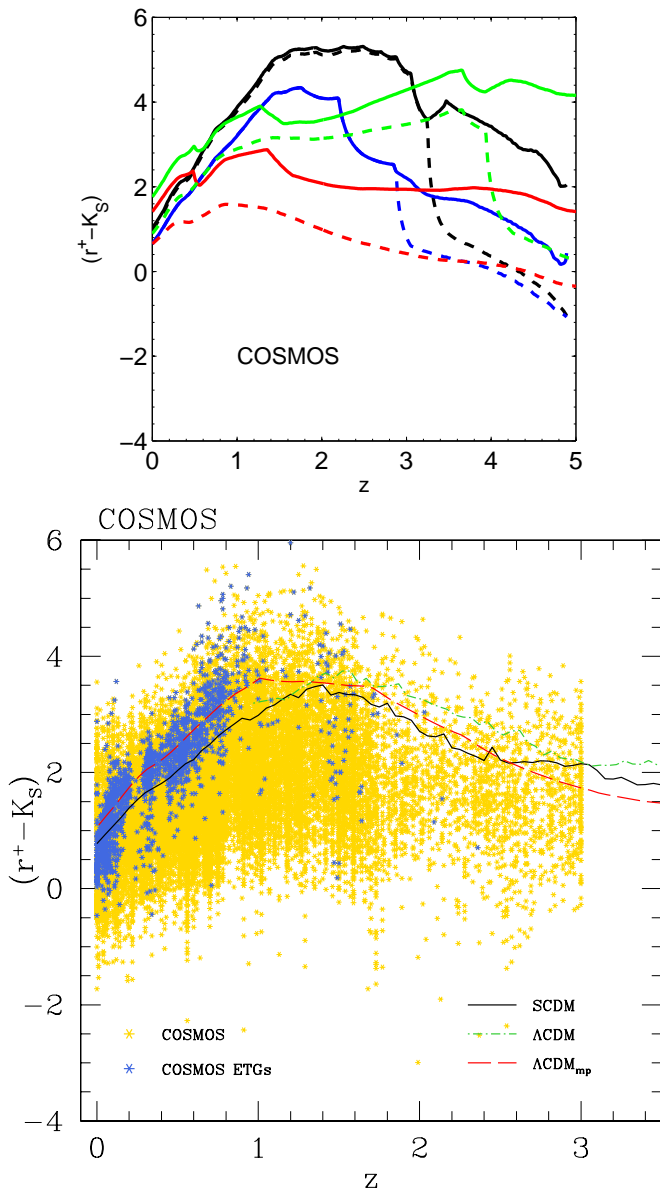 6
4
2
0
−2
−4
(r⁺−K_S)
COSMOS
0 1 2 3 4 5
z
COSMOS
6
4
2
0
−2
−4
(r⁺−K_S)
COSMOS
COSMOS ETGs
SCDM
ΛCDM
ΛCDM_mp
0 1 2 3
z